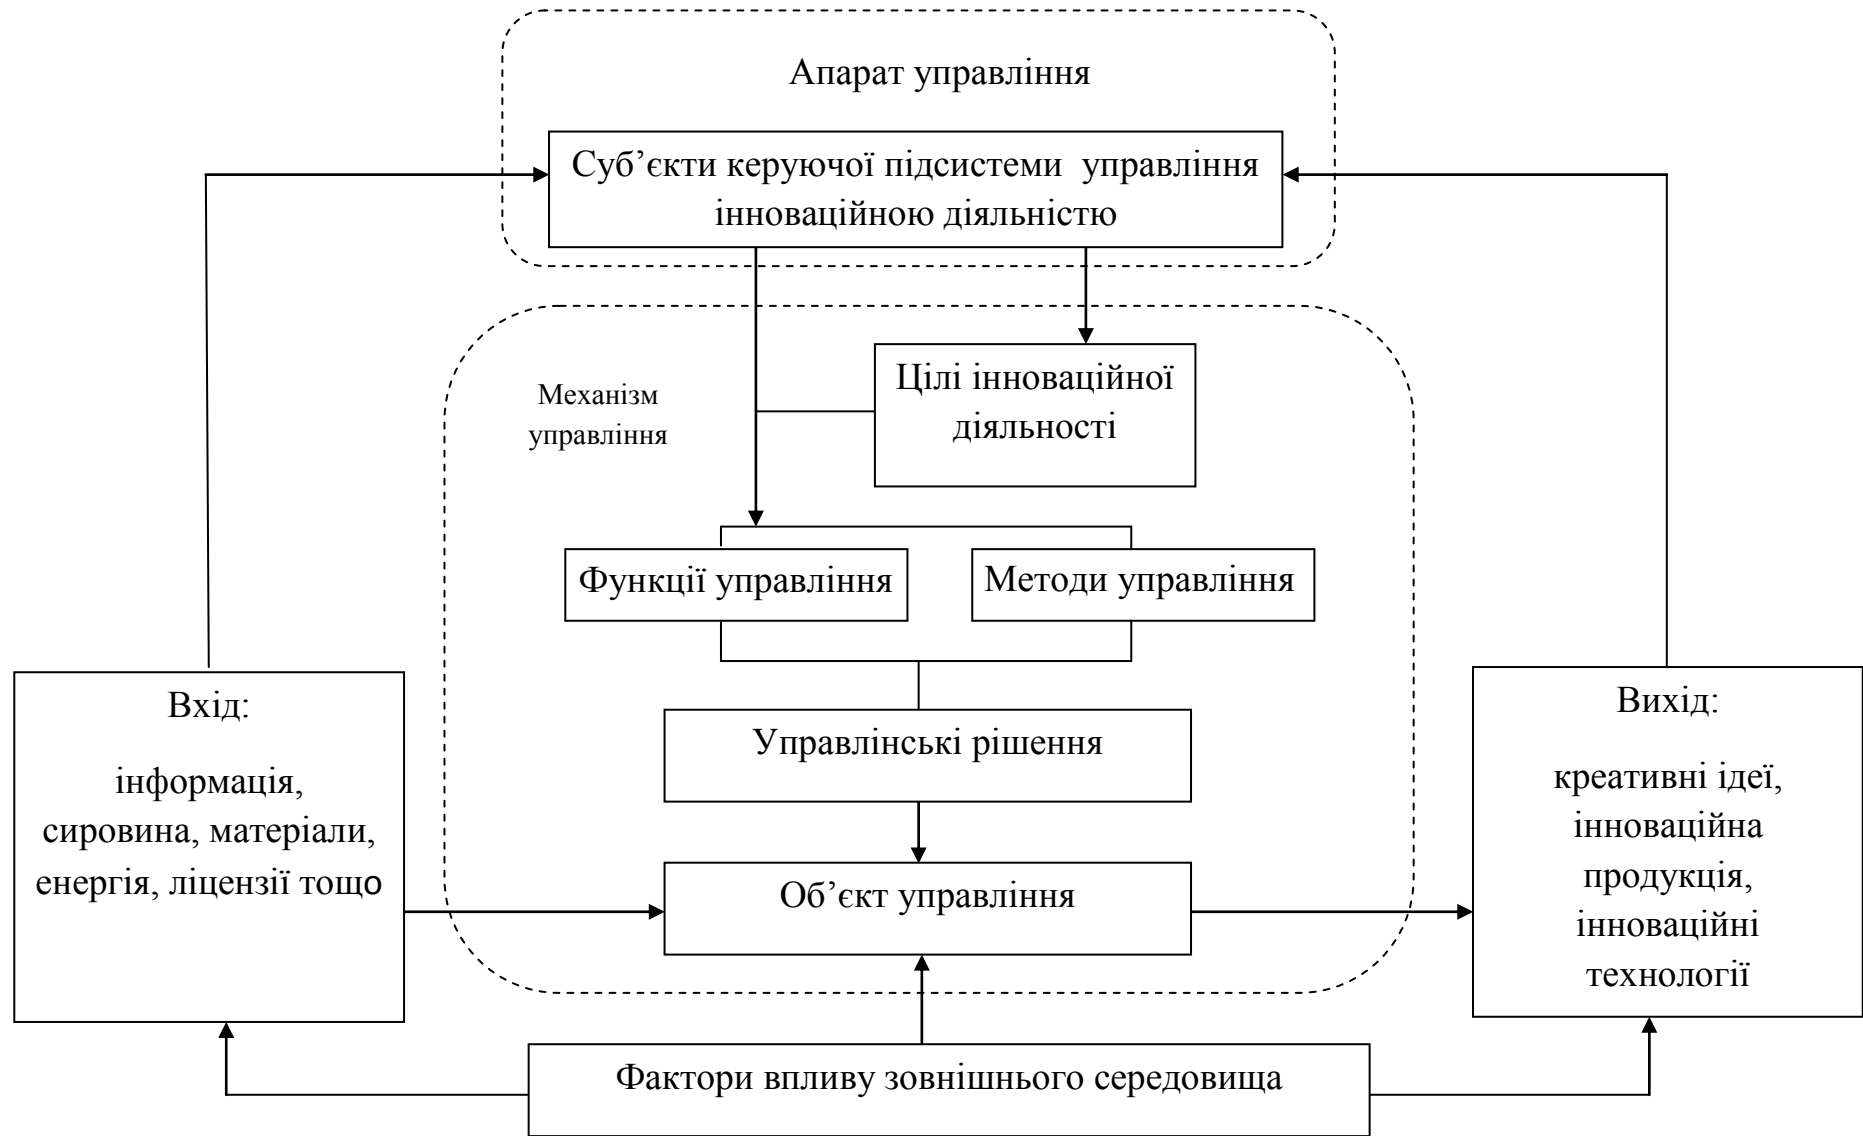 Апарат управління
Суб’єкти керуючої підсистеми управління
інноваційною діяльністю
Механізм
управління
Цілі інноваційної
діяльності
Функції управління
Методи управління
Вхід:
інформація,
сировина, матеріали,
енергія, ліцензії тощо
Управлінські рішення
Об’єкт управління
Вихід:
креативні ідеї,
інноваційна
продукція,
інноваційні
технології
Фактори впливу зовнішнього середовища